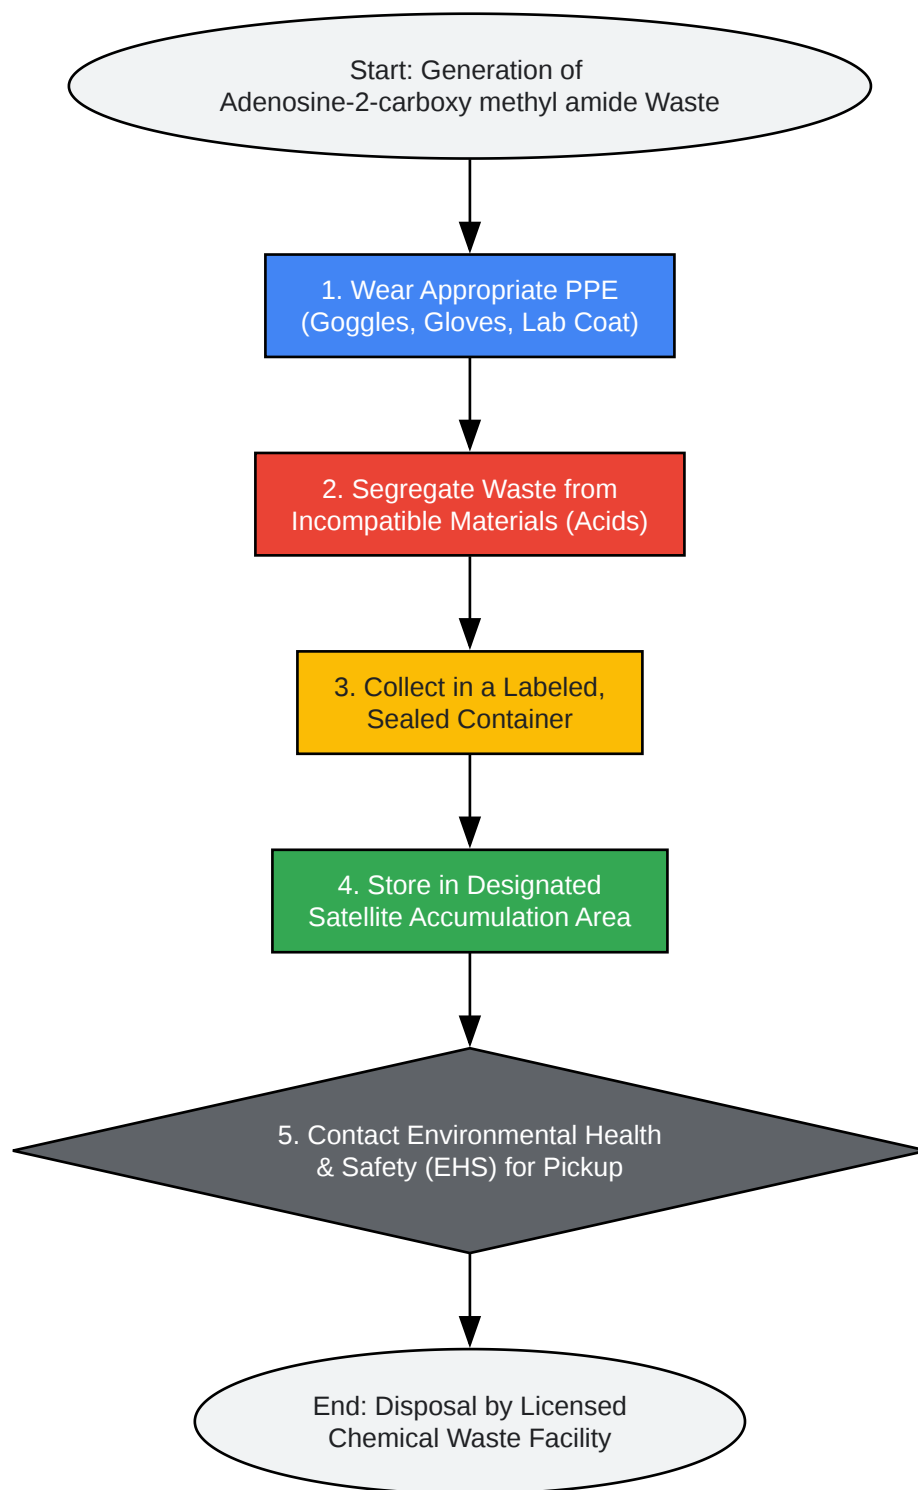 Start: Generation of
Adenosine-2-carboxy methyl amide Waste
1. Wear Appropriate PPE
(Goggles, Gloves, Lab Coat)
2. Segregate Waste from
Incompatible Materials (Acids)
3. Collect in a Labeled,
Sealed Container
4. Store in Designated
Satellite Accumulation Area
5. Contact Environmental Health
& Safety (EHS) for Pickup
End: Disposal by Licensed
Chemical Waste Facility